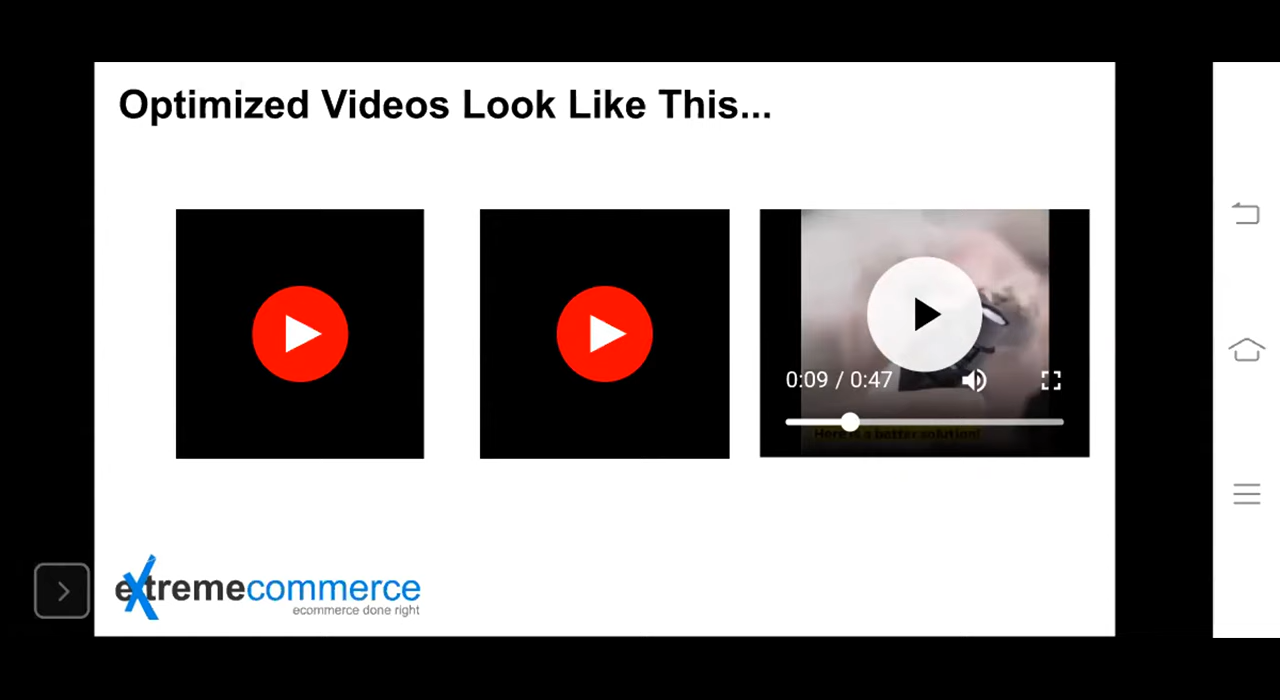 Optimized Videos Look Like This...
0:09 / 0:47
Here is a better solution!
extremecommerce
ecommerce done right